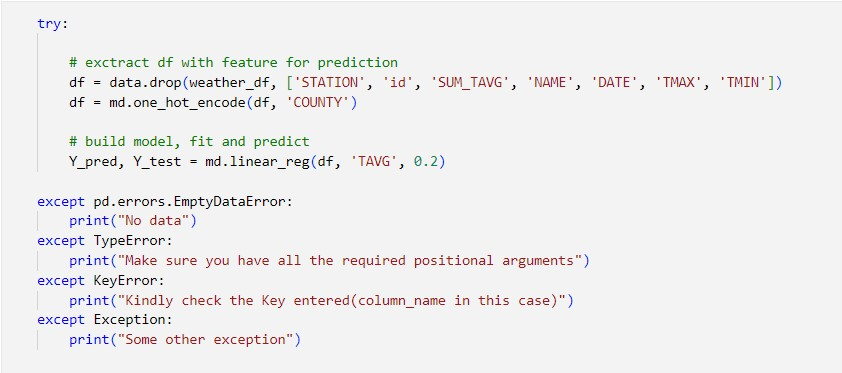 try:
# exctract df with feature for prediction
df = data.drop(weather_df, ['STATION', 'id', 'SUM_TAVG', 'NAME', 'DATE', 'TMAX', 'TMIN'])
df = md.one_hot_encode(df, 'COUNTY')
# build model, fit and predict
Y_pred, Y_test = md.linear_reg(df, 'TAVG', 0.2)
except pd.errors.EmptyDataError:
print("No data")
except TypeError:
print("Make sure you have all the required positional arguments")
except KeyError:
print("Kindly check the Key entered(column_name in this case)")
except Exception:
print("Some other exception")